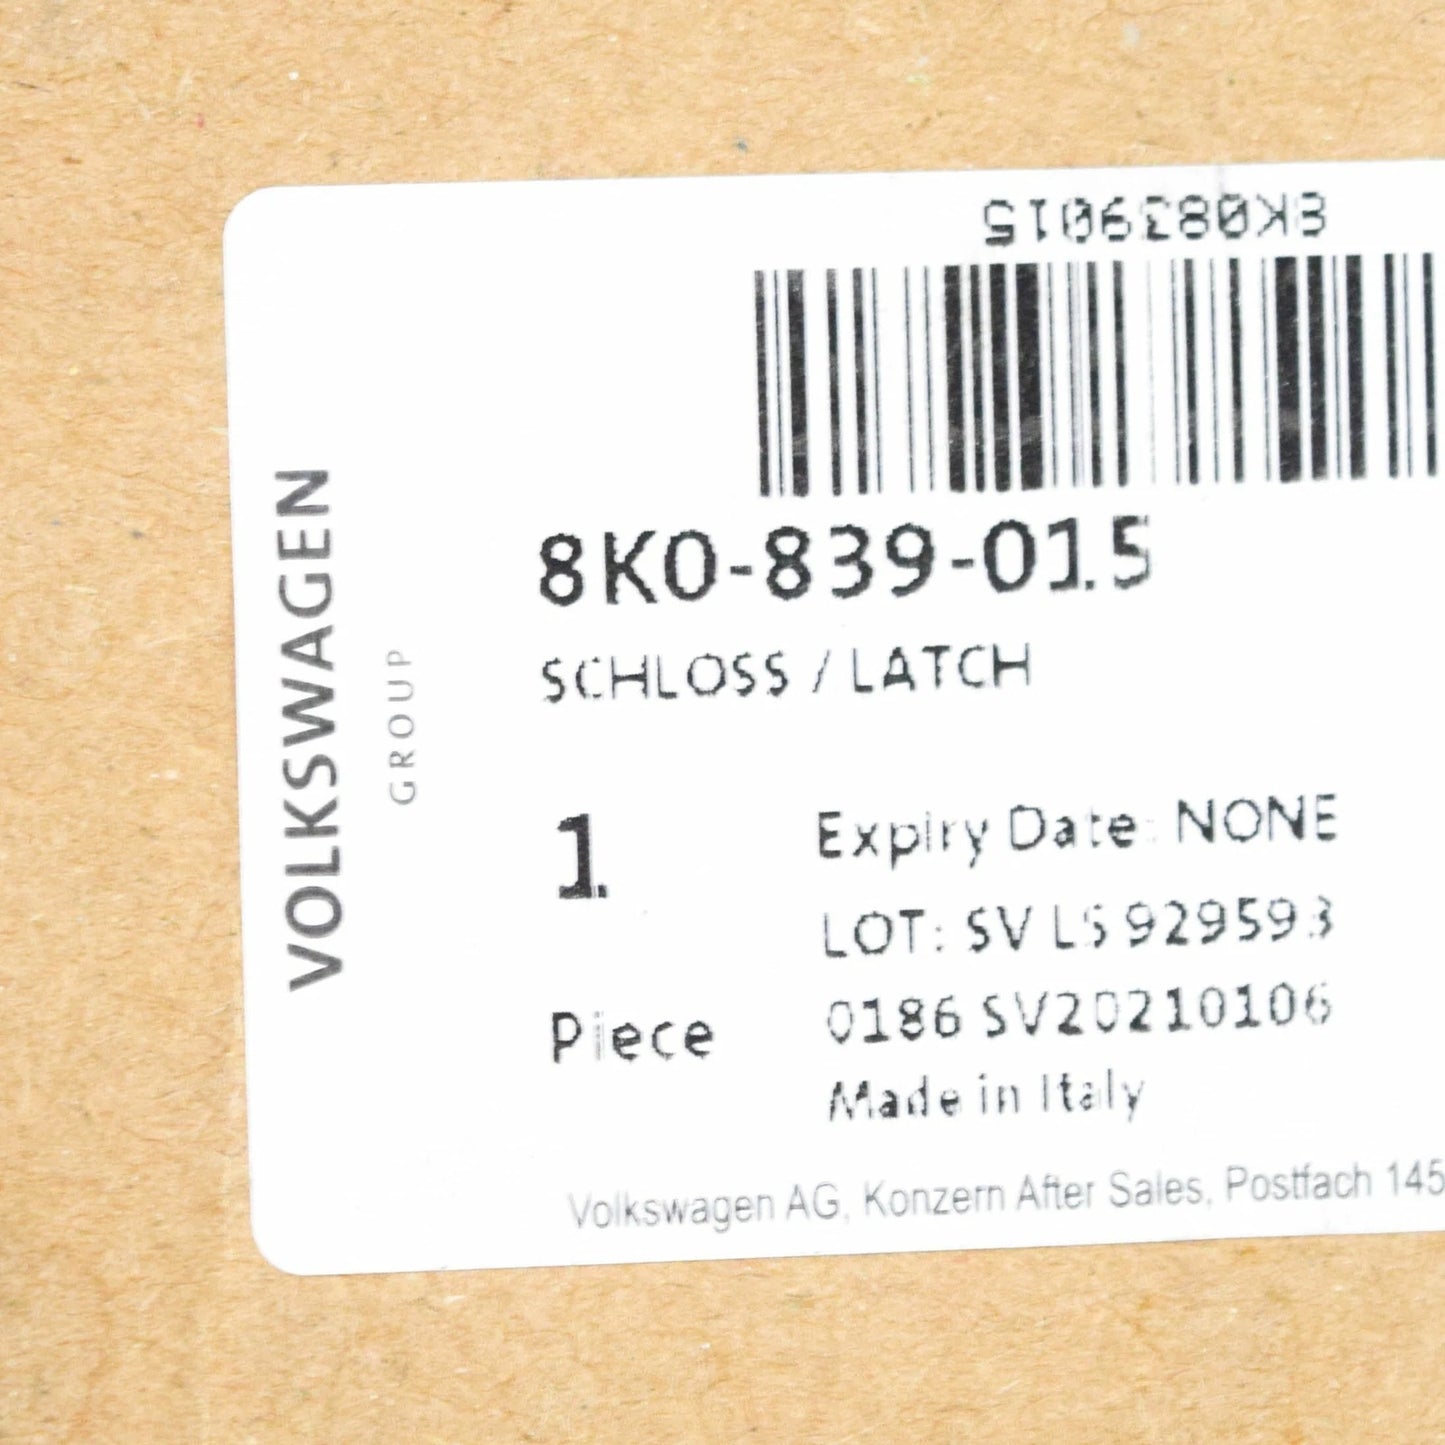 8K0839015
8K0-839-015
SCHLOSS / LATCH
1
Expiry Date: NONE
LOT: SV LS 929593
Piece
0186 SV20210106
Made in Italy
Volkswagen AG, Konzern After Sales, Postfach 145
VOLKSWAGEN
GROUP